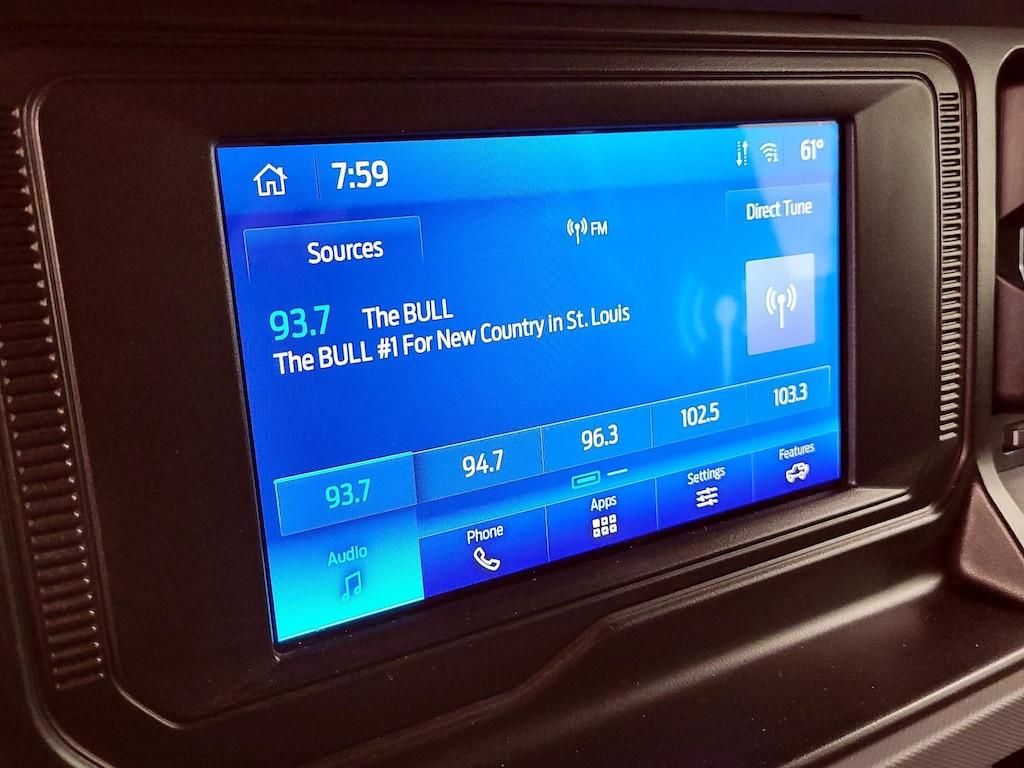 7:59
61°
Sources
FM
Direct Tune
93.7 The BULL
The BULL #1 For New Country in St. Louis
93.7 94.7 96.3 102.5 103.3
Audio Phone Apps Settings Features